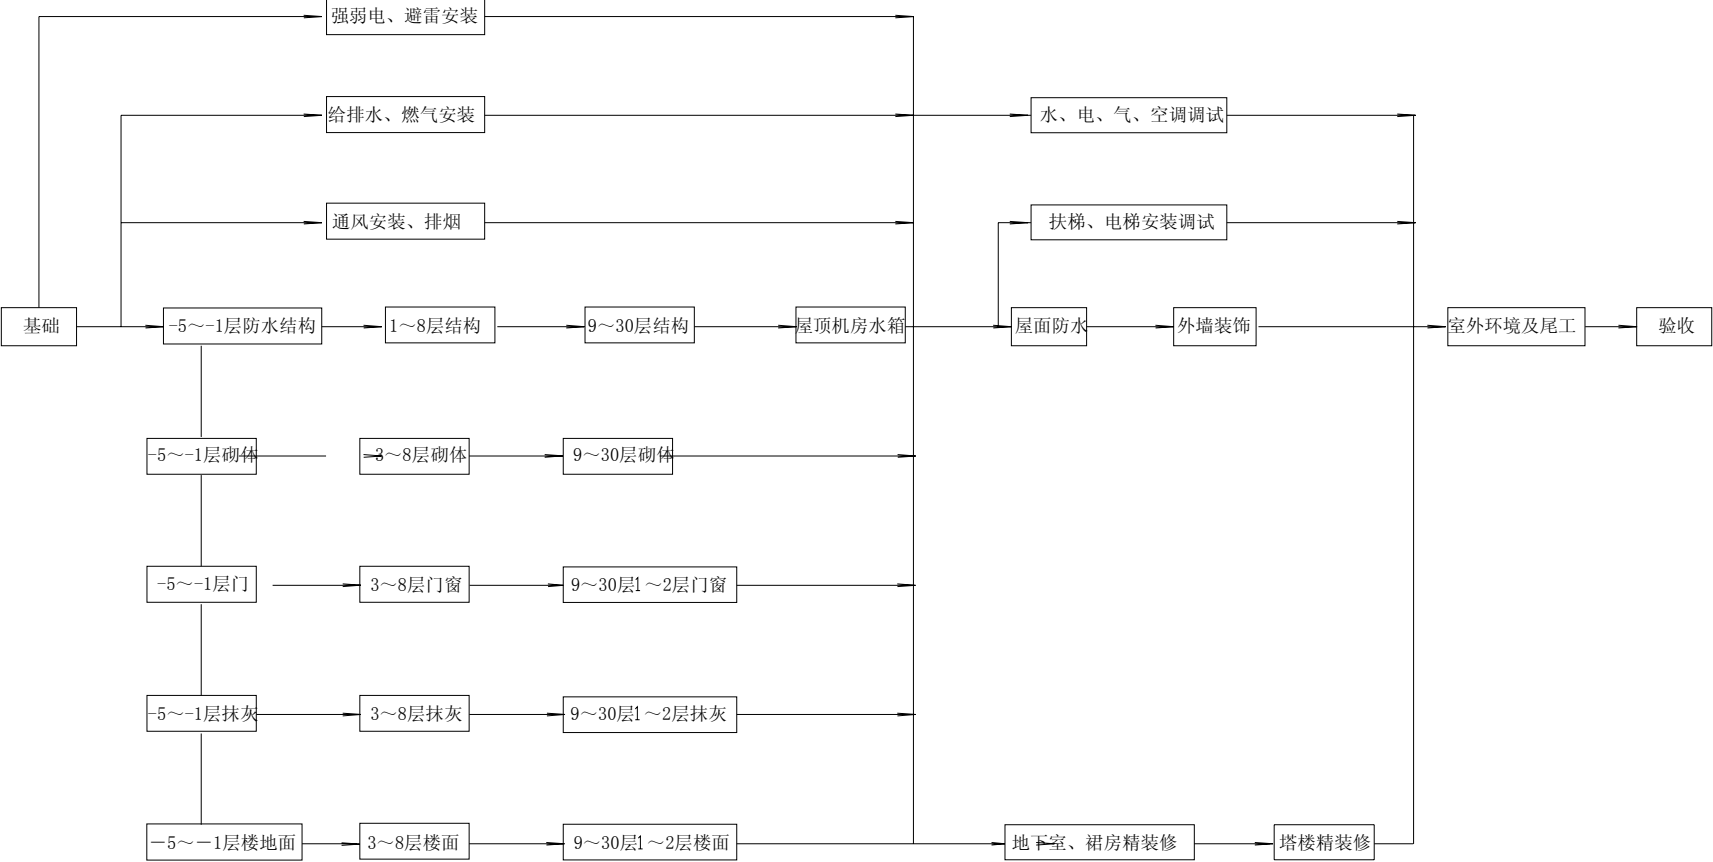 强弱电、避雷安装
给排水、燃气安装
水、电、气、空调调试
通风安装、排烟
扶梯、电梯安装调试
基础
-5～-1层防水结构
1～8层结构
9～30层结构
屋顶机房水箱
屋面防水
外墙装饰
室外环境及尾工
验收
-5～-1层砌体
3～8层砌体
9～30层砌体
-5～-1层门
3～8层门窗
9～30层1～2层门窗
-5～-1层抹灰
3～8层抹灰
9～30层1～2层抹灰
－5～－1层楼地面
3～8层楼面
9～30层1～2层楼面
地下室、裙房精装修
塔楼精装修